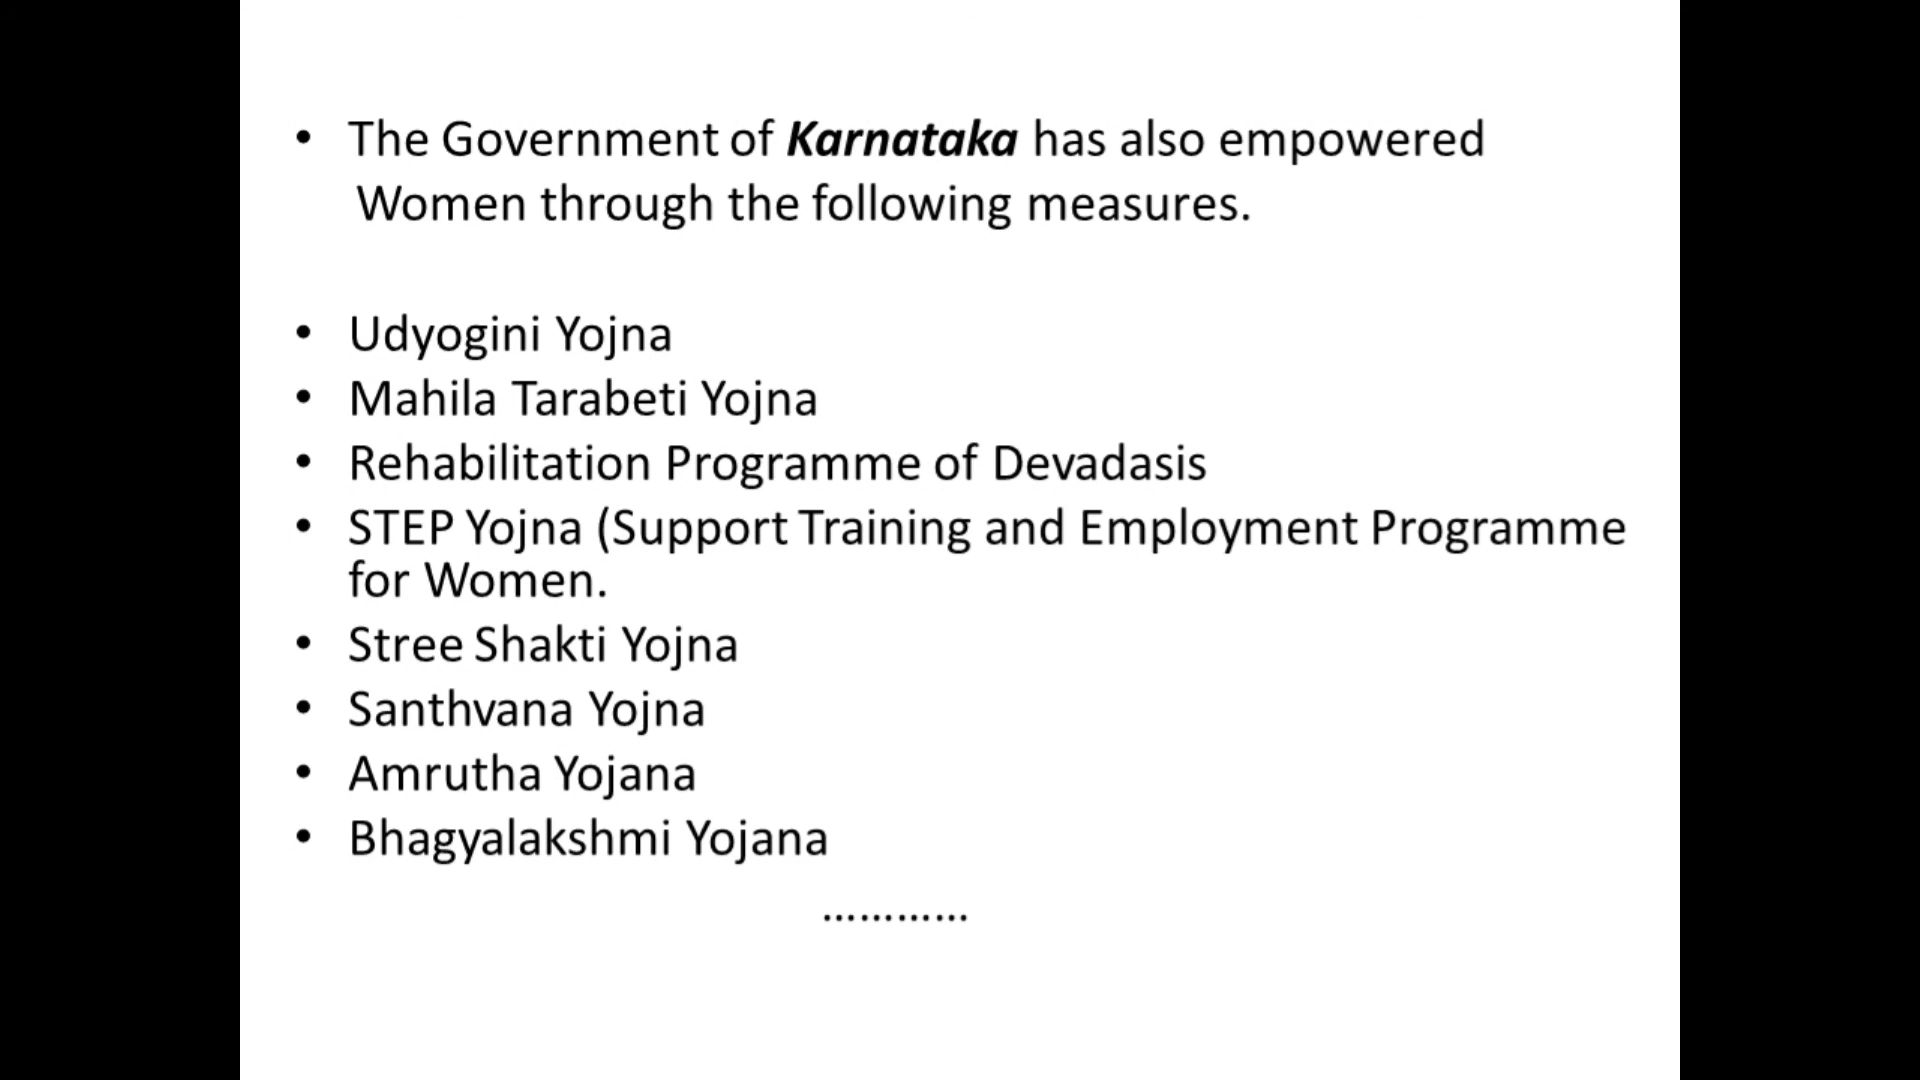 • The Government of Karnataka has also empowered
Women through the following measures.
• Udyogini Yojna
• Mahila Tarabeti Yojna
• Rehabilitation Programme of Devadasis
• STEP Yojna (Support Training and Employment Programme
for Women.
• Stree Shakti Yojna
• Santhvana Yojna
• Amrutha Yojana
• Bhagyalakshmi Yojana
…………